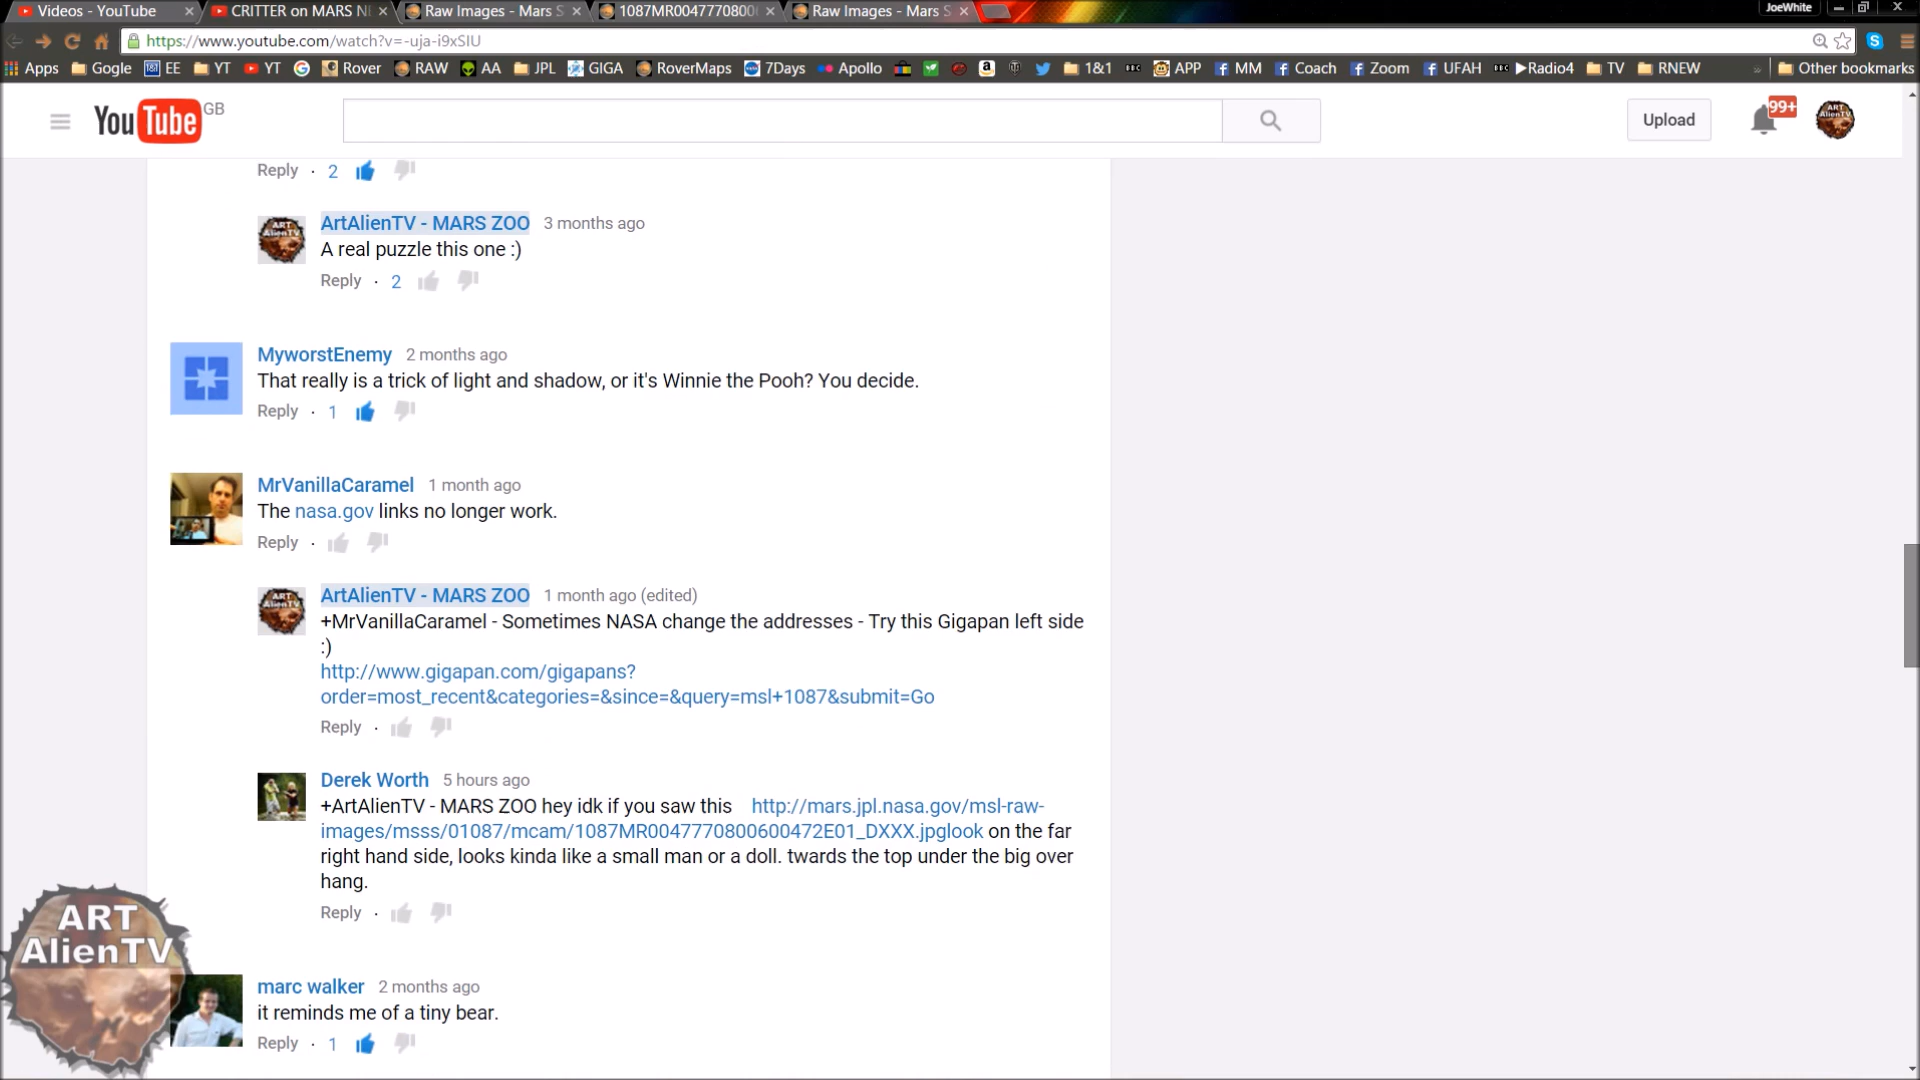 Videos - YouTube
CRITTER on MARS N
Raw Images - Mars S
1087MR0047770800
Raw Images - Mars S
JoeWhite
https://www.youtube.com/watch?v=-uja-i9xSIU
Apps Gogle EE YT YT Rover RAW AA JPL GIGA RoverMaps 7Days Apollo 1&1 APP MM Coach Zoom UFAH ▶Radio4 TV RNEW » Other bookmarks
YouTube GB
Upload
99+
Reply · 2
ArtAlienTV - MARS ZOO 3 months ago
A real puzzle this one :)
Reply · 2
MyworstEnemy 2 months ago
That really is a trick of light and shadow, or it's Winnie the Pooh? You decide.
Reply · 1
MrVanillaCaramel 1 month ago
The nasa.gov links no longer work.
Reply ·
ArtAlienTV - MARS ZOO 1 month ago (edited)
+MrVanillaCaramel - Sometimes NASA change the addresses - Try this Gigapan left side
:)
http://www.gigapan.com/gigapans?
order=most_recent&categories=&since=&query=msl+1087&submit=Go
Reply ·
Derek Worth 5 hours ago
+ArtAlienTV - MARS ZOO hey idk if you saw this http://mars.jpl.nasa.gov/msl-raw-
images/msss/01087/mcam/1087MR0047770800600472E01_DXXX.jpglook on the far
right hand side, looks kinda like a small man or a doll. twards the top under the big over
hang.
Reply ·
marc walker 2 months ago
it reminds me of a tiny bear.
Reply · 1
ART
AlienTV